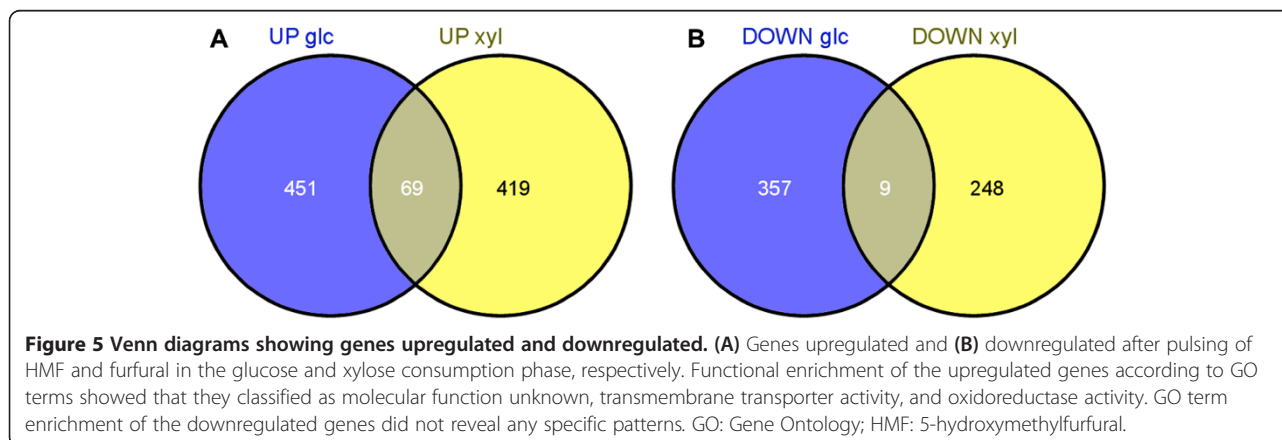 A UP glc UP xyl B DOWN glc DOWN xyl
451 69 419 357 9 248
Figure 5 Venn diagrams showing genes upregulated and downregulated. (A) Genes upregulated and (B) downregulated after pulsing of
HMF and furfural in the glucose and xylose consumption phase, respectively. Functional enrichment of the upregulated genes according to GO
terms showed that they classified as molecular function unknown, transmembrane transporter activity, and oxidoreductase activity. GO term
enrichment of the downregulated genes did not reveal any specific patterns. GO: Gene Ontology; HMF: 5-hydroxymethylfurfural.